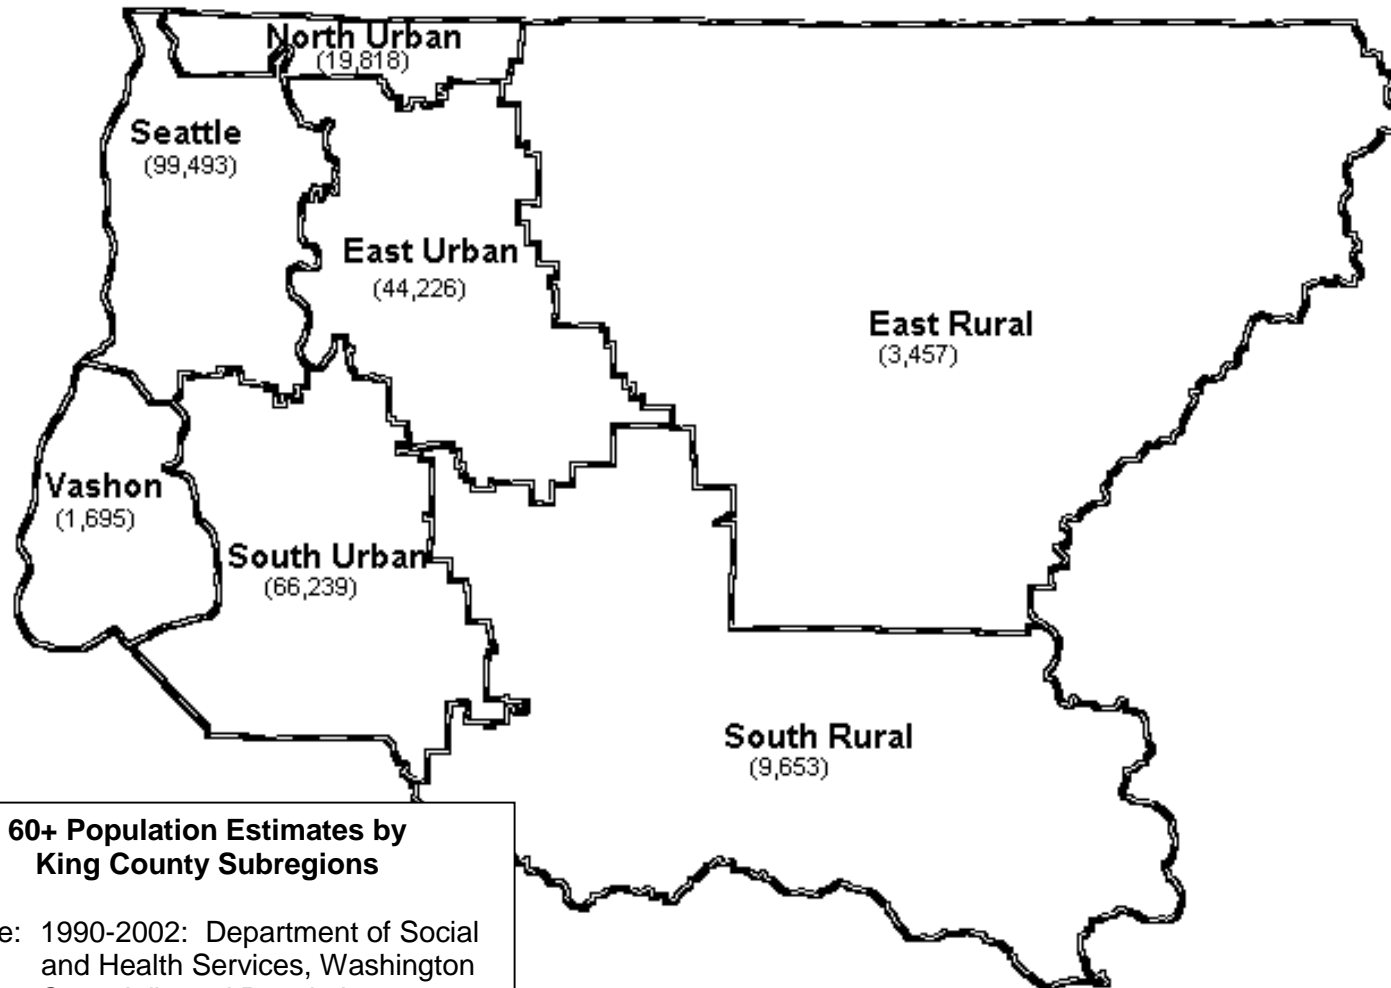 North Urban
(19,818)
Seattle
(99,493)
East Urban
(44,226)
East Rural
(3,457)
Vashon
(1,695)
South Urban
(66,239)
South Rural
(9,653)
60+ Population Estimates by
King County Subregions
e: 1990-2002: Department of Social
and Health Services, Washington